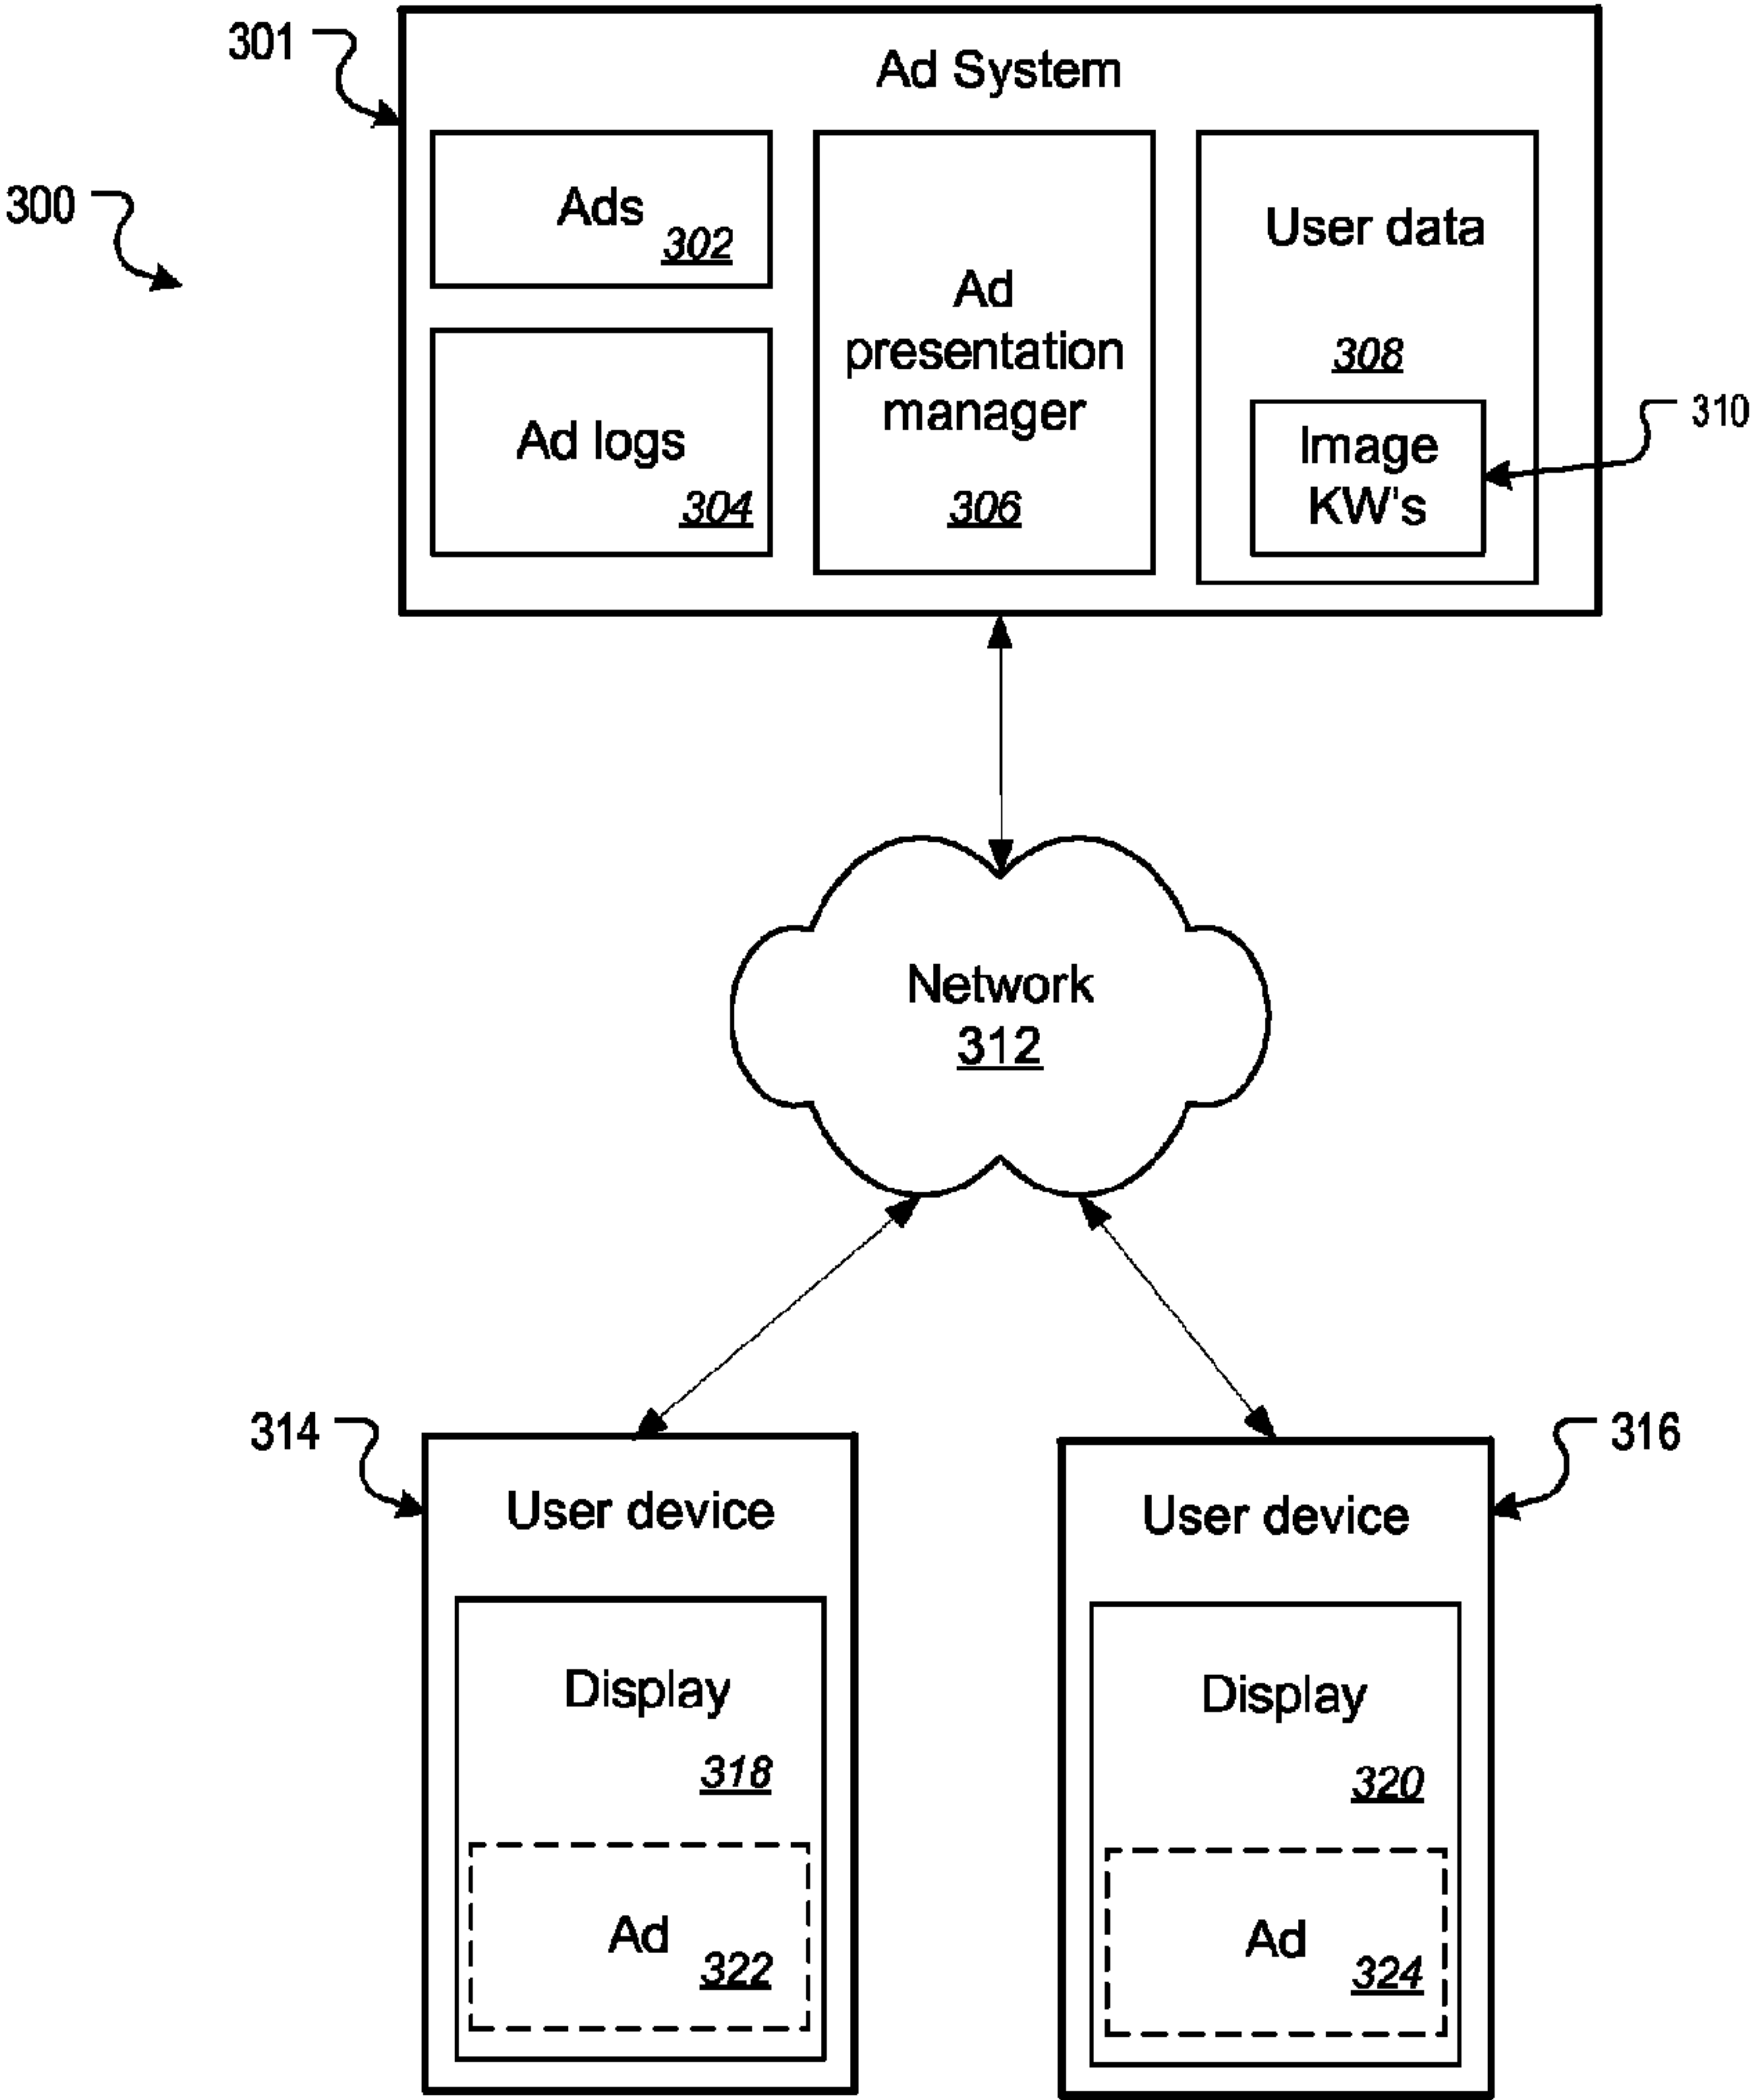 301
Ad System
300
Ads
302
Ad logs
304
Ad
presentation
manager
306
User data
308
Image
KW's
310
Network
312
314
User device
Display
318
Ad
322
316
User device
Display
320
Ad
324